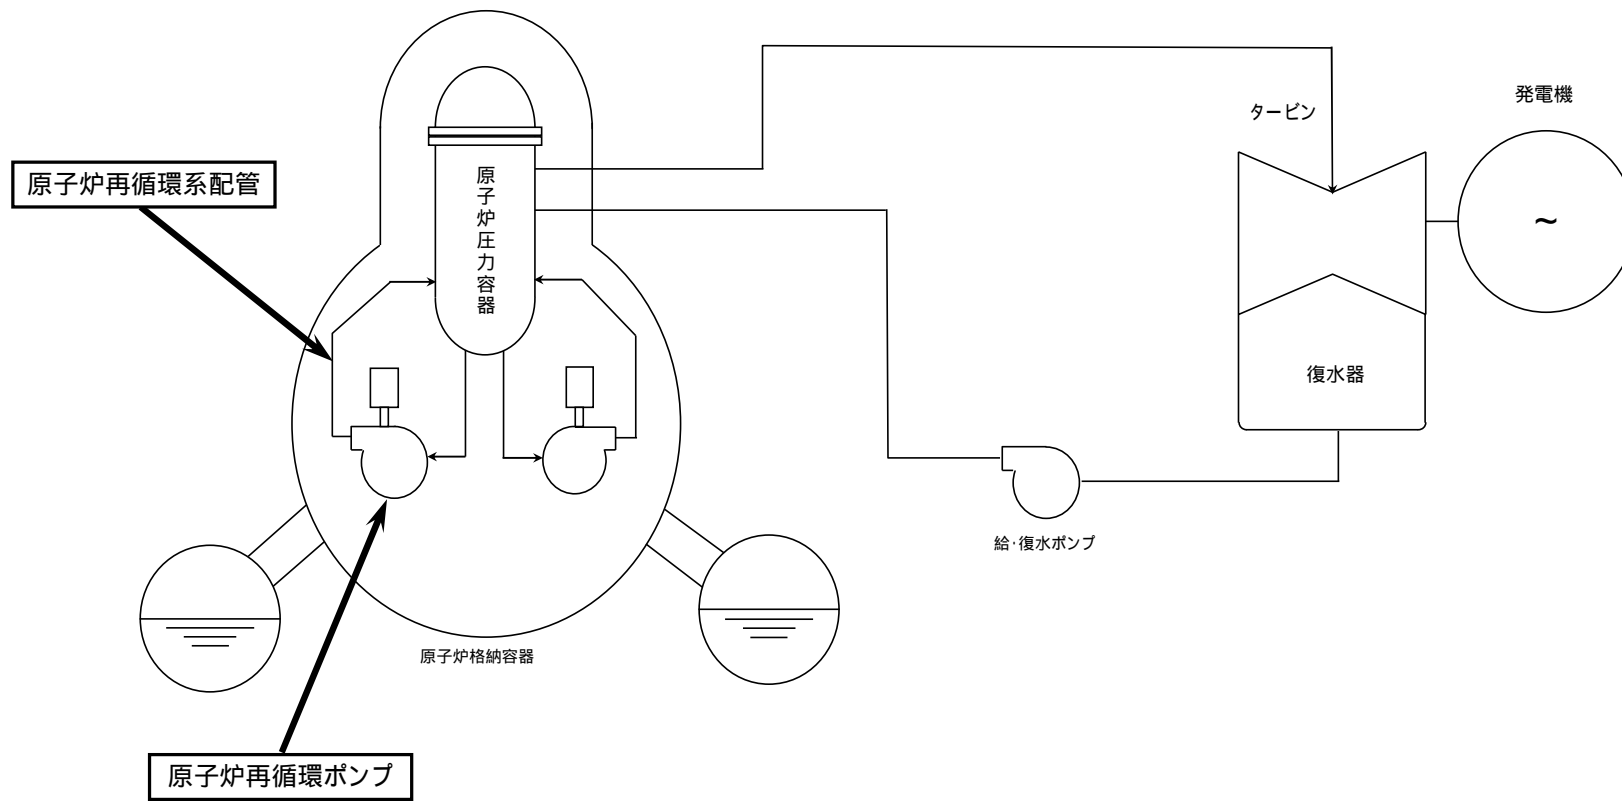 発電機
タービン
原子炉再循環系配管
原子炉圧力容器
~
復水器
給・復水ポンプ
原子炉格納容器
原子炉再循環ポンプ